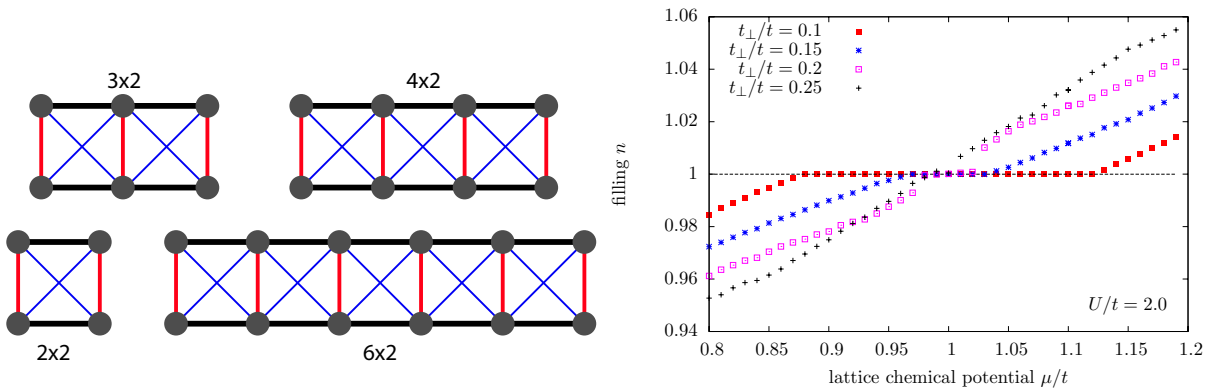 3x2
4x2
2x2
6x2
1.06
1.04
1.02
1
0.98
0.96
0.94
filling n
t⊥/t = 0.1
t⊥/t = 0.15
t⊥/t = 0.2
t⊥/t = 0.25
U/t = 2.0
0.8 0.85 0.9 0.95 1 1.05 1.1 1.15 1.2
lattice chemical potential μ/t